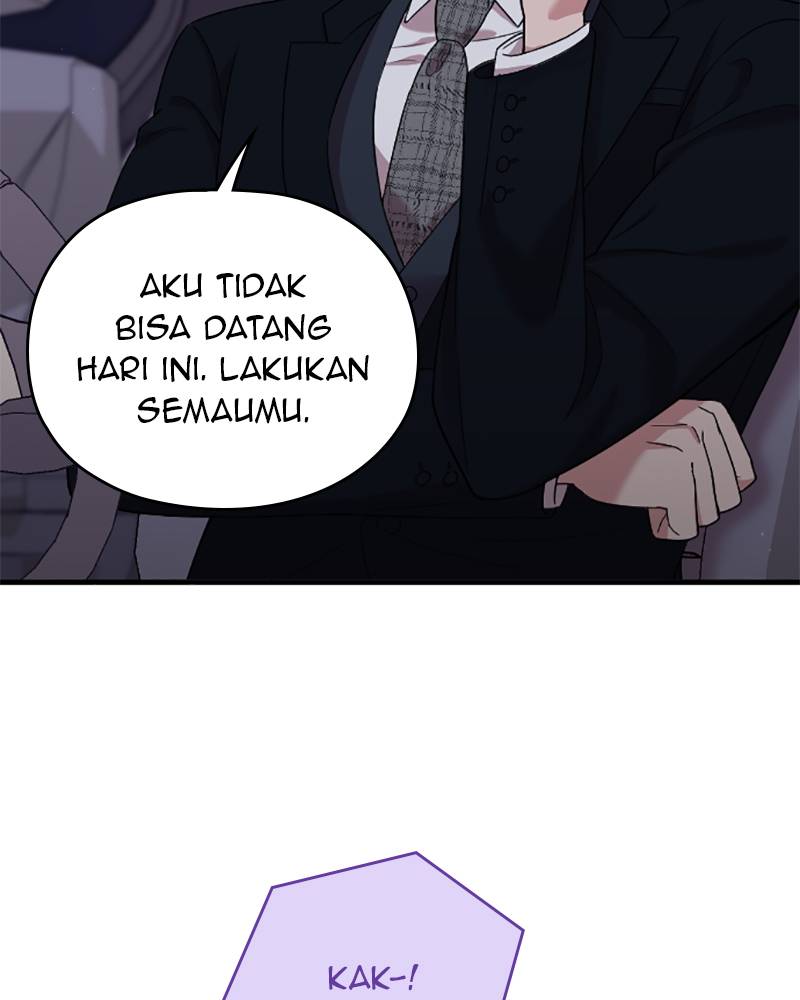 AKU TIDAK
BISA DATANG
HARI INI. LAKUKAN
SEMAUMU.
KAK-!